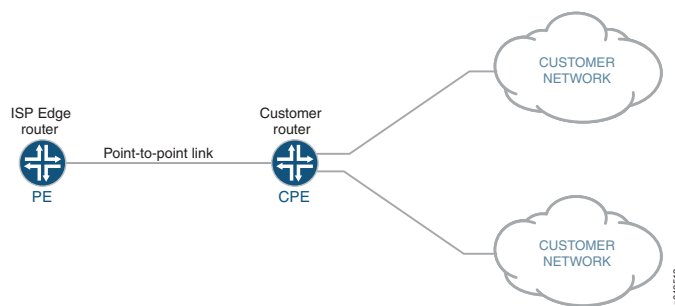 CUSTOMER
NETWORK
ISP Edge
router
Customer
router
Point-to-point link
PE
CPE
CUSTOMER
NETWORK